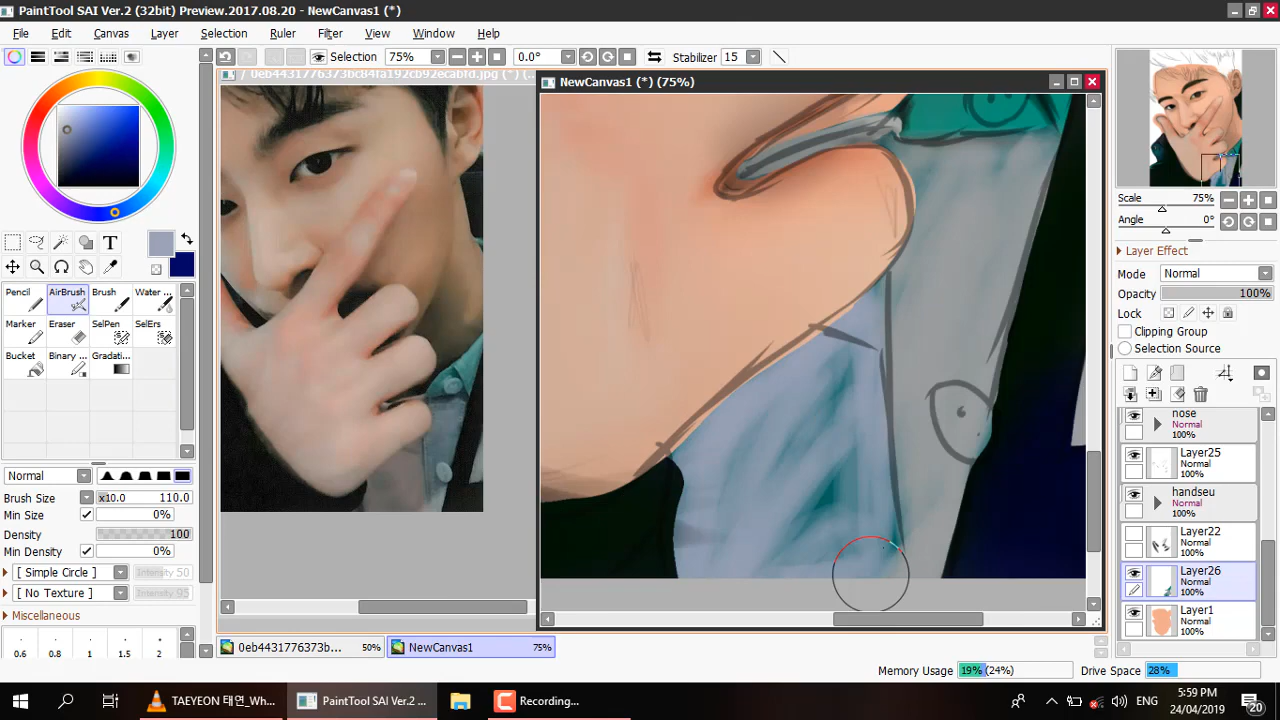 PaintTool SAI Ver.2 (32bit) Preview.2017.08.20 - NewCanvas1 (*)
File Edit Canvas Layer Selection Ruler Filter View Window Help
Selection 75% 0.0° Stabilizer 15
/ 0eb4431776373bc84fa192cb92ecabfd.jpg (*) (...
NewCanvas1 (*) (75%)
Scale 75%
Angle 0°
Layer Effect
Mode Normal
Opacity 100%
Lock
Clipping Group
Selection Source
T
Pencil AirBrush Brush Water ...
Marker Eraser SelPen SelErs
Bucket Binary ... Gradati...
Normal
Brush Size x10.0 110.0
Min Size 0%
Density 100
Min Density 0%
[ Simple Circle ] Intensity 50
[ No Texture ] Intensity 95
Miscellaneous
0.6 0.8 1 1.5 2
nose
Normal
100%
Layer25
Normal
100%
handseu
Normal
100%
Layer22
Normal
100%
Layer26
Normal
100%
Layer1
Normal
100%
0eb4431776373b... 50% NewCanvas1 75%
Memory Usage 19% (24%) Drive Space 28%
TAEYEON 태연_Wh... PaintTool SAI Ver.2 ... Recording...
ENG
5:59 PM
24/04/2019
20